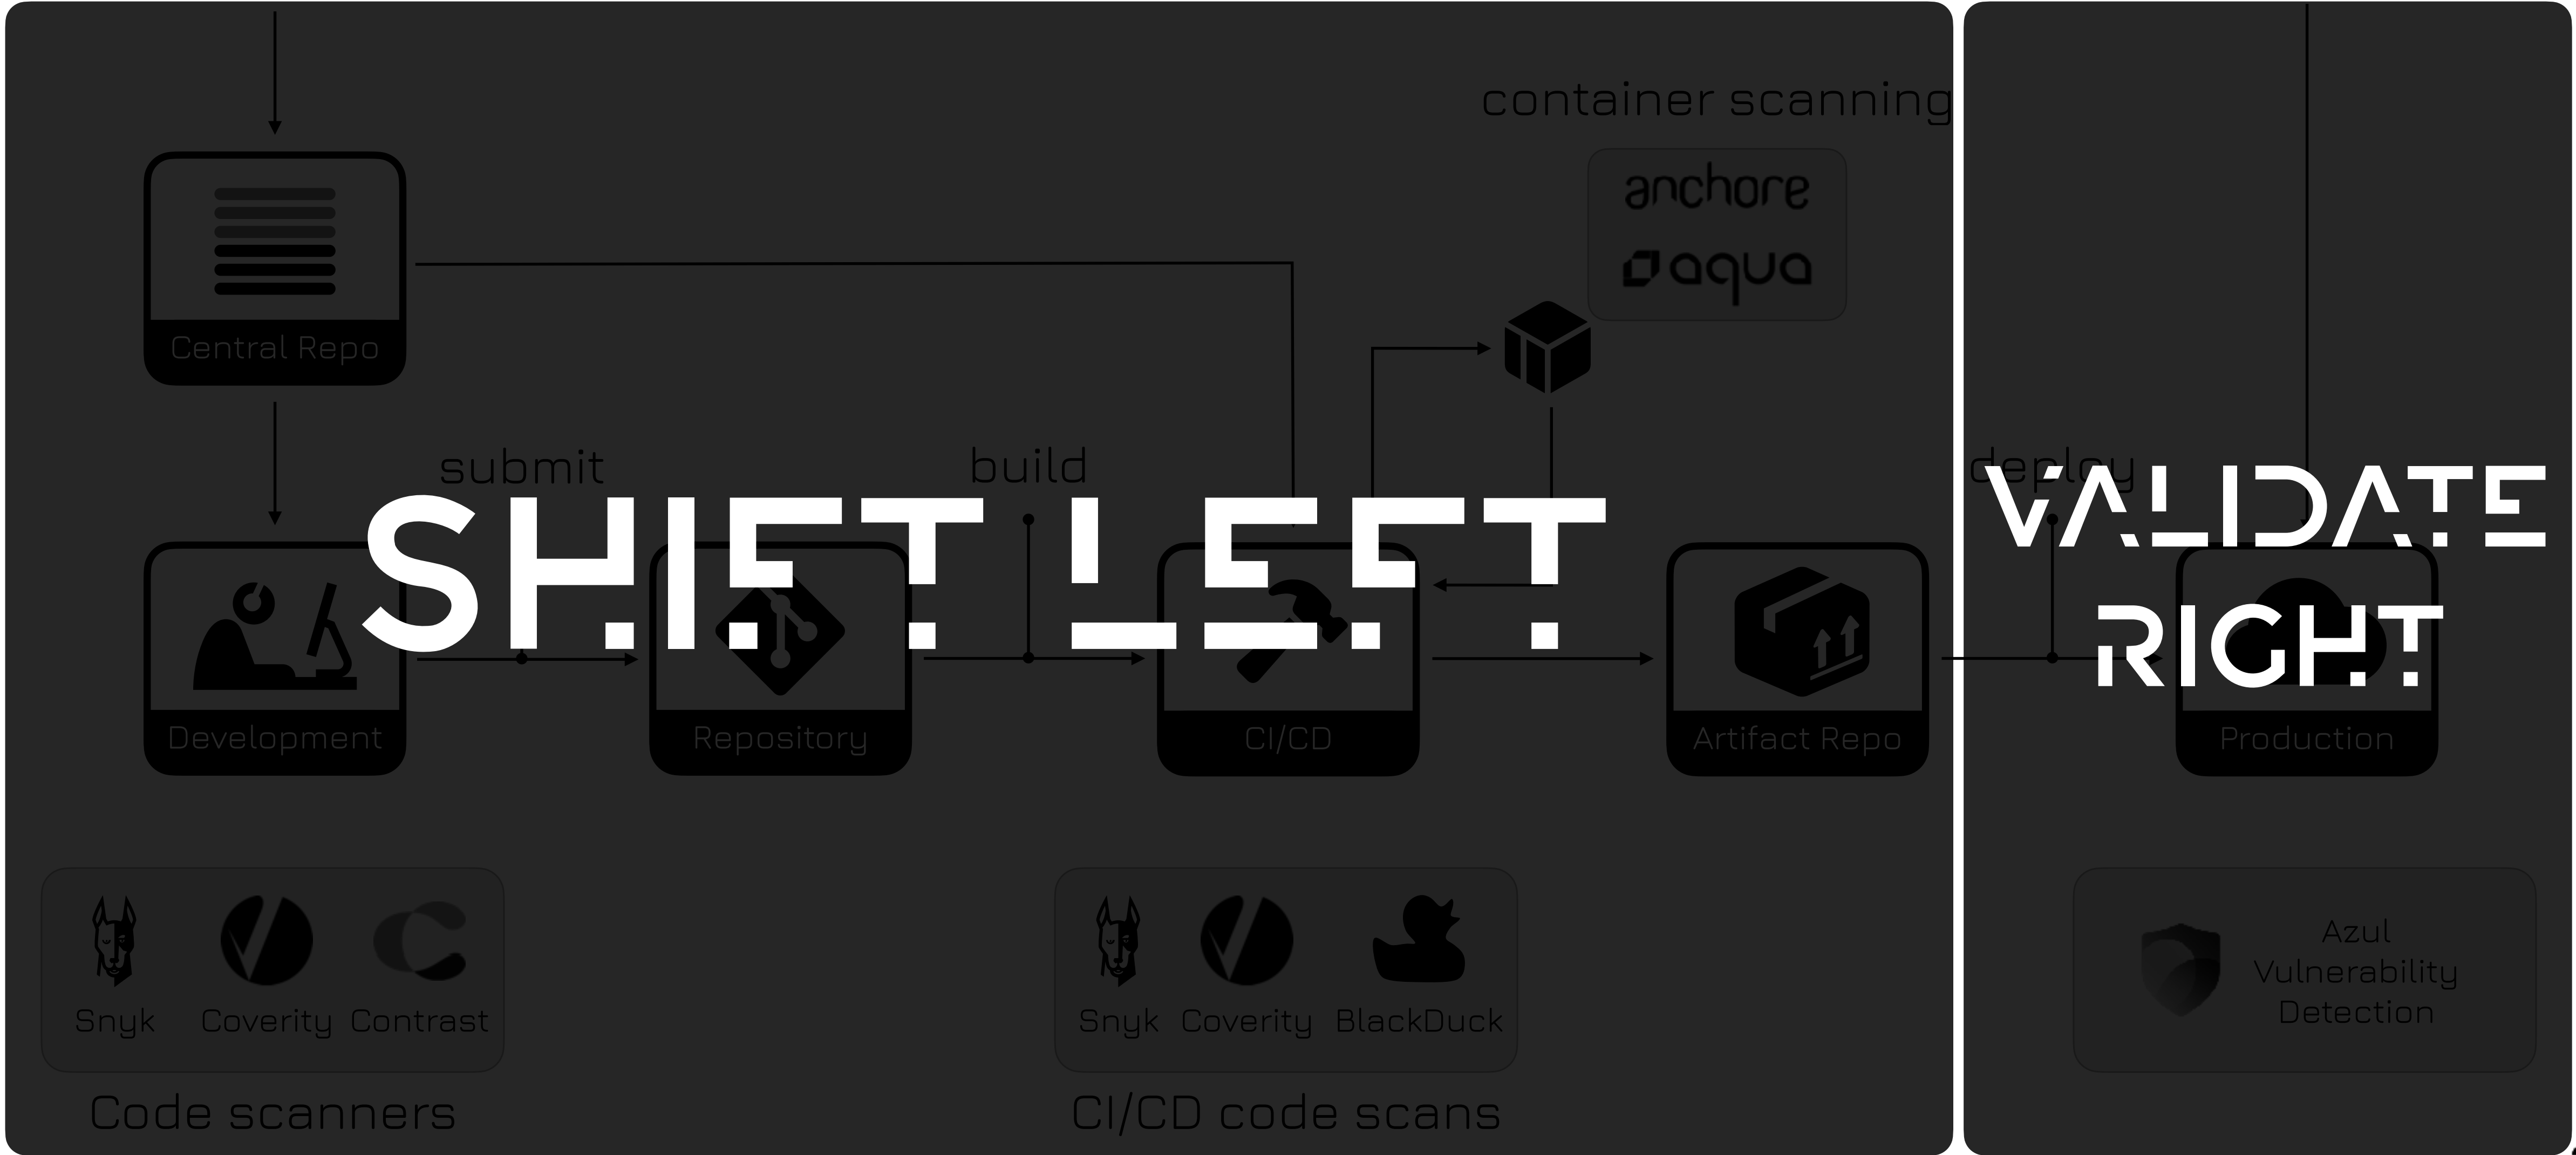 container scanning
anchore
aqua
Central Repo
submit
build
deploy
SHIFT LEFT
VALIDATE
RIGHT
Development
Repository
CI/CD
Artifact Repo
Production
Snyk
Coverity
Contrast
Code scanners
Snyk
Coverity
BlackDuck
CI/CD code scans
Azul
Vulnerability
Detection